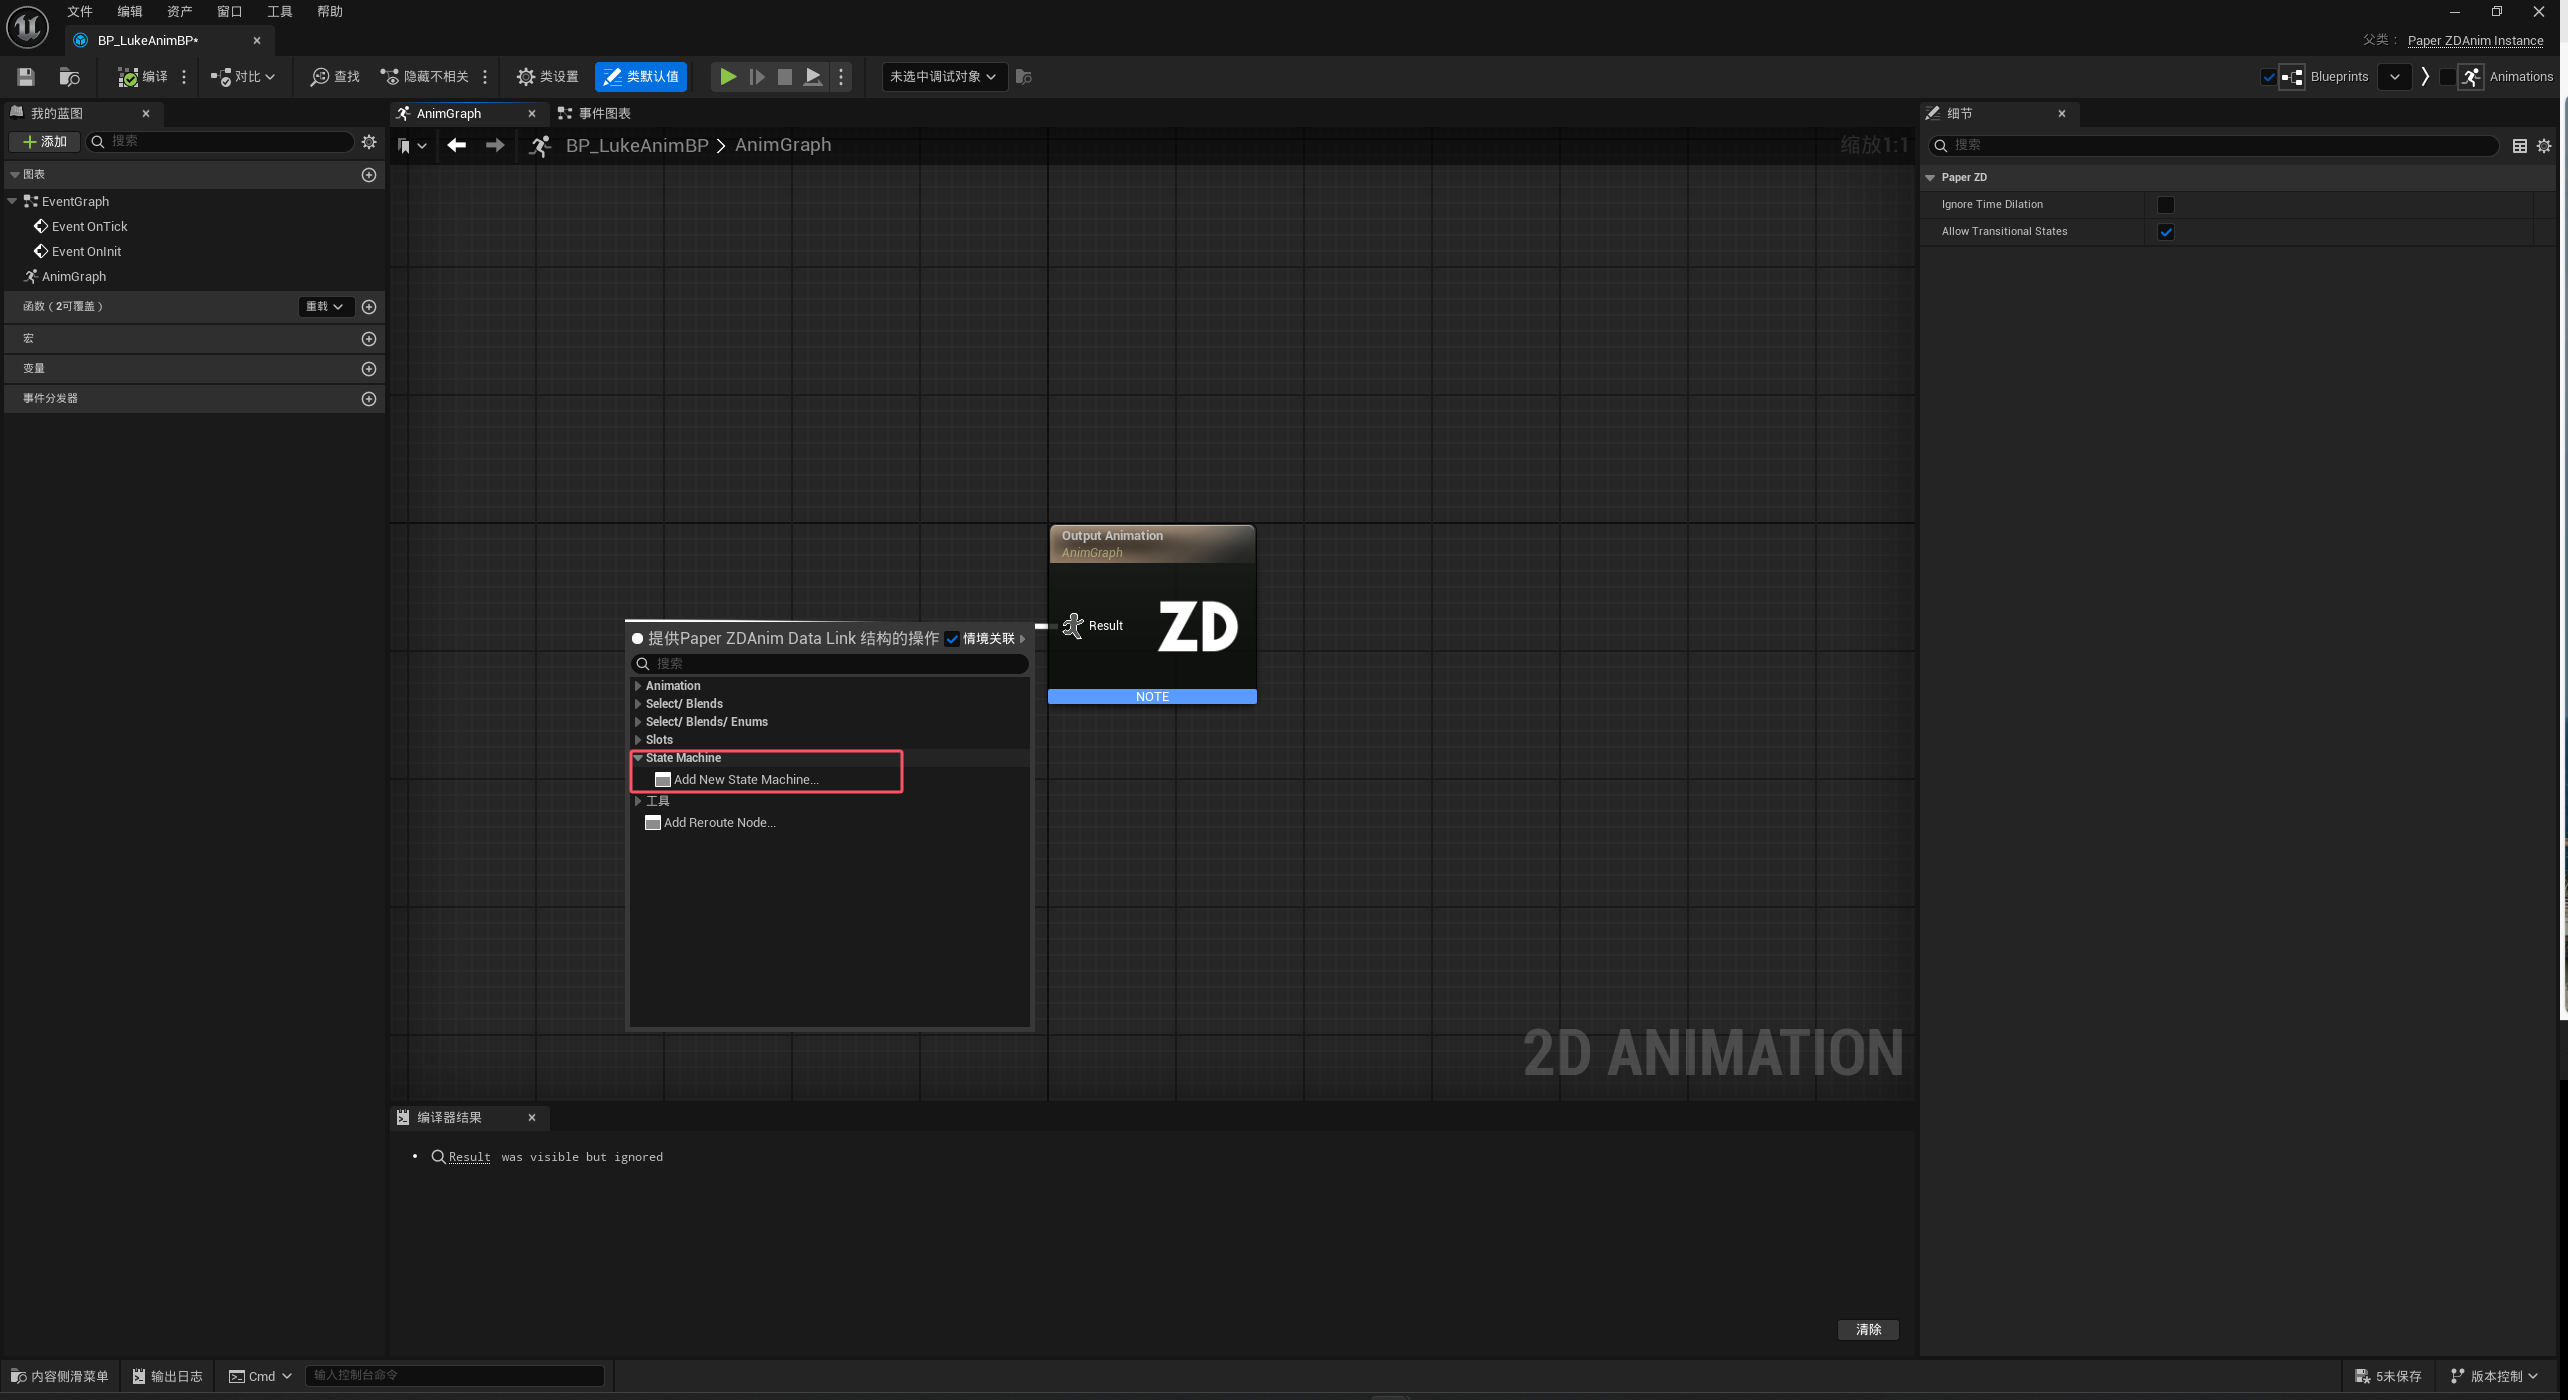 文件 编辑 资产 窗口 工具 帮助
BP_LukeAnimBP*
父类： Paper ZDAnim Instance
编译 对比 查找 隐藏不相关 类设置 类默认值 未选中调试对象 Blueprints Animations
我的蓝图
添加 搜索
图表
EventGraph
Event OnTick
Event OnInit
AnimGraph
函数（2可覆盖） 重载
宏
变量
事件分发器
AnimGraph 事件图表
BP_LukeAnimBP AnimGraph 缩放1:1
Output Animation
AnimGraph
Result ZD
NOTE
提供Paper ZDAnim Data Link 结构的操作 情境关联
搜索
Animation
Select/ Blends
Select/ Blends/ Enums
Slots
State Machine
Add New State Machine...
工具
Add Reroute Node...
2D ANIMATION
编译器结果
• Result was visible but ignored
清除
细节
搜索
Paper ZD
Ignore Time Dilation
Allow Transitional States
内容侧滑菜单 输出日志 Cmd 输入控制台命令 5未保存 版本控制